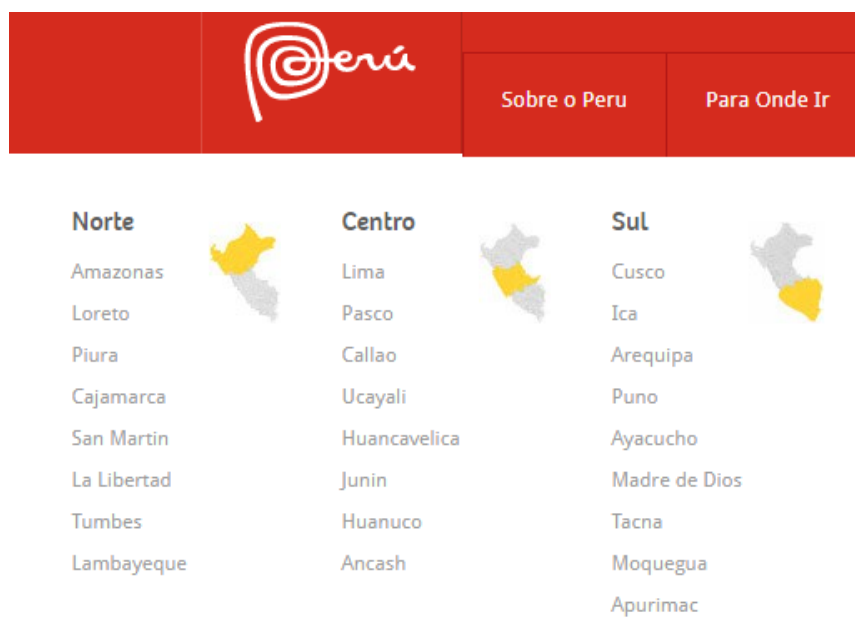 Perú
Sobre o Peru
Para Onde Ir
Norte
Amazonas
Loreto
Piura
Cajamarca
San Martin
La Libertad
Tumbes
Lambayeque
Centro
Lima
Pasco
Callao
Ucayali
Huancavelica
Junin
Huanuco
Ancash
Sul
Cusco
Ica
Arequipa
Puno
Ayacucho
Madre de Dios
Tacna
Moquegua
Apurimac